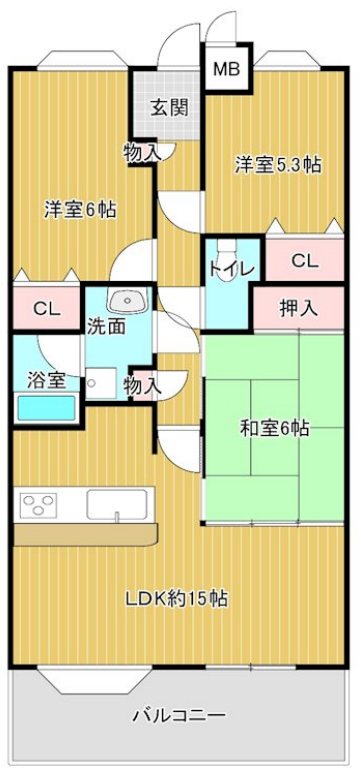 MB
玄関
物入
洋室5.3帖
洋室6帖
トイレ
CL
CL
押入
洗面
浴室
物入
和室6帖
LDK約15帖
バルコニー